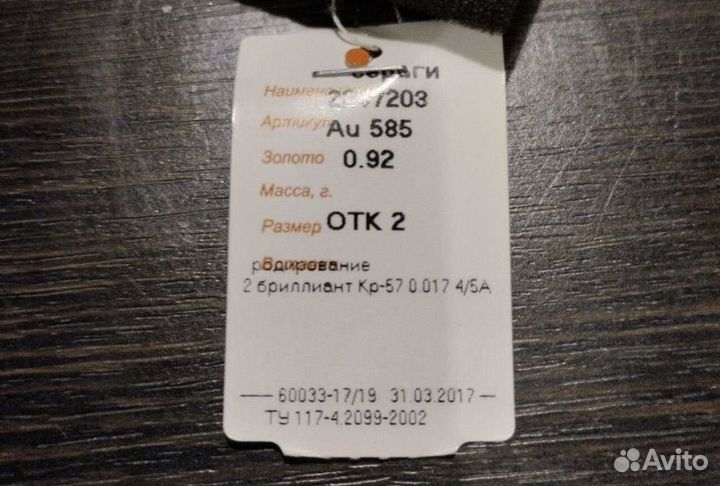 серьги
Наименование
203
Артикул
Au 585
Золото 0.92
Масса, г.
Размер ОТК 2
Вставка
родирование
2 бриллиант Кр-57 0.017 4/5А
60033-17/19 31.03.2017
ТУ 117-4.2099-2002
Avito